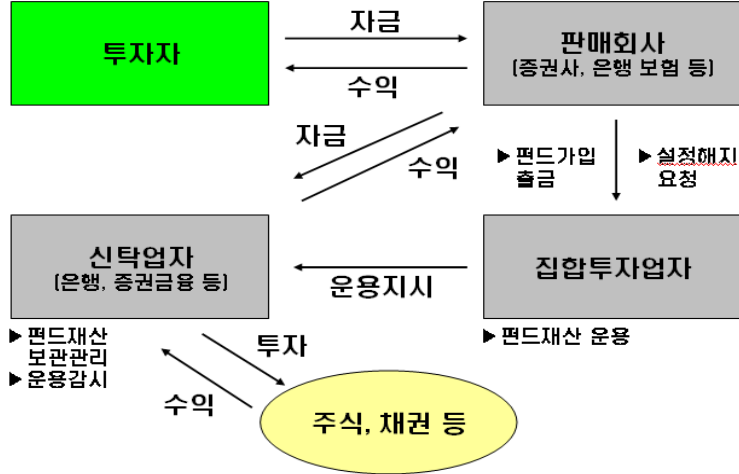 투자자
자금
수익
판매회사
(증권사, 은행 보험 등)
자금
수익
▶ 펀드가입
출금
▶ 설정해지
요청
신탁업자
(은행, 증권금융 등)
운용지시
집합투자업자
▶ 펀드재산
보관관리
▶ 운용감시
▶ 펀드재산 운용
투자
수익
주식, 채권 등